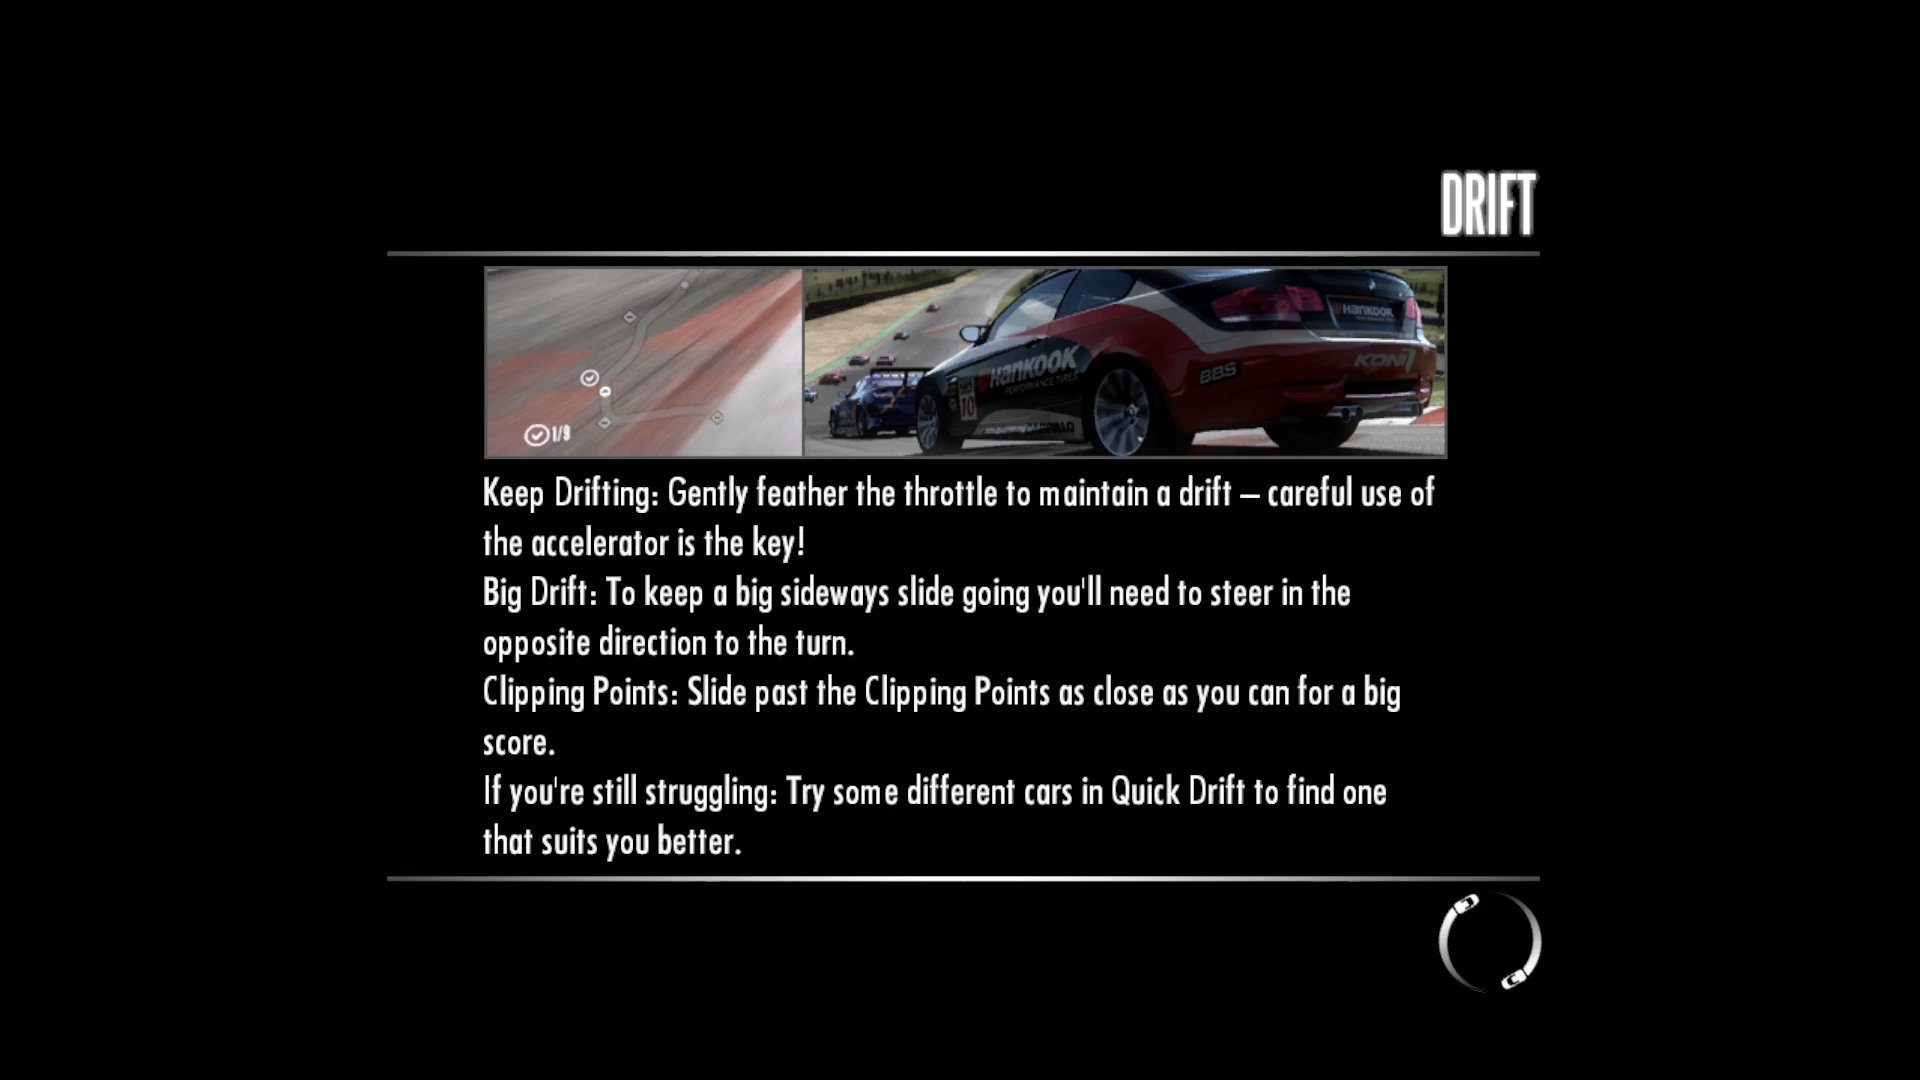 DRIFT
1/9
HANKOOK
PERFORMANCE TIRES
10
BBS
HANKOOK
KONI
Keep Drifting: Gently feather the throttle to maintain a drift – careful use of
the accelerator is the key!
Big Drift: To keep a big sideways slide going you'll need to steer in the
opposite direction to the turn.
Clipping Points: Slide past the Clipping Points as close as you can for a big
score.
If you're still struggling: Try some different cars in Quick Drift to find one
that suits you better.